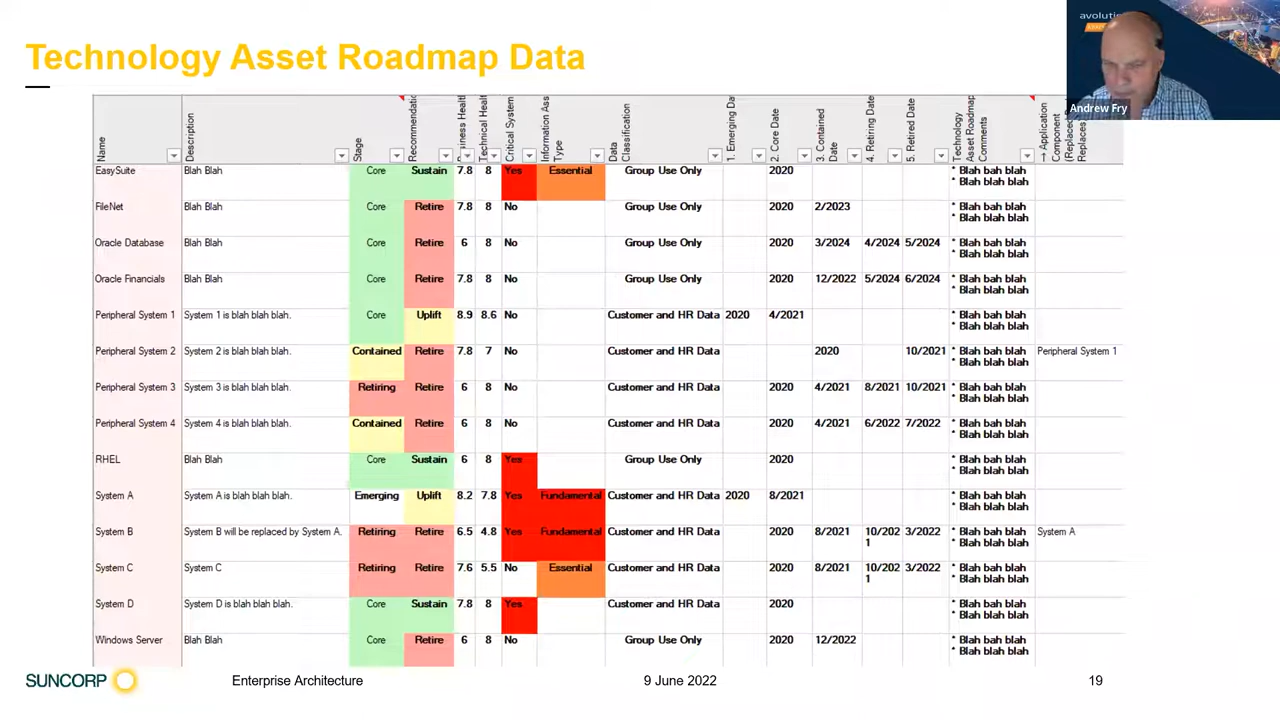 Technology Asset Roadmap Data
Andrew Fry
Name Description Stage Business Health Technical Health Critical System Information Ass Type Data Classification 1. Emerging Da 2. Core Date 3. Contained Date 4. Retiring Date 5. Retired Date Technology Asset Roadmap Comments → Application Component (Replaced Replaces
EasySuite Blah Blah Core Sustain 7.8 8 Yes Essential Group Use Only 2020 * Blah bah blah
* Blah blah blah
FileNet Blah Blah Core Retire 7.8 8 No Group Use Only 2020 2/2023 * Blah bah blah
* Blah blah blah
Oracle Database Blah Blah Core Retire 6 8 No Group Use Only 2020 3/2024 4/2024 5/2024 * Blah bah blah
* Blah blah blah
Oracle Financials Blah Blah Core Retire 7.8 8 No Group Use Only 2020 12/2022 5/2024 6/2024 * Blah bah blah
* Blah blah blah
Peripheral System 1 System 1 is blah blah blah. Core Uplift 8.9 8.6 No Customer and HR Data 2020 4/2021 * Blah bah blah
* Blah blah blah
Peripheral System 2 System 2 is blah blah blah. Contained Retire 7.8 7 No Customer and HR Data 2020 10/2021 * Blah bah blah Peripheral System 1
* Blah blah blah
Peripheral System 3 System 3 is blah blah blah. Retiring Retire 6 8 No Customer and HR Data 2020 4/2021 8/2021 10/2021 * Blah bah blah
* Blah blah blah
Peripheral System 4 System 4 is blah blah blah. Contained Retire 6 8 No Customer and HR Data 2020 4/2021 6/2022 7/2022 * Blah bah blah
* Blah blah blah
RHEL Blah Blah Core Sustain 6 8 Yes Group Use Only 2020 * Blah bah blah
* Blah blah blah
System A System A is blah blah blah. Emerging Uplift 8.2 7.8 Yes Fundamental Customer and HR Data 2020 8/2021 * Blah bah blah
* Blah blah blah
System B System B will be replaced by System A. Retiring Retire 6.5 4.8 Yes Fundamental Customer and HR Data 2020 8/2021 10/202 3/2022 * Blah bah blah System A
1 * Blah blah blah
System C System C Retiring Retire 7.6 5.5 No Essential Customer and HR Data 2020 8/2021 10/202 3/2022 * Blah bah blah
1 * Blah blah blah
System D System D is blah blah blah. Core Sustain 7.8 8 Yes Customer and HR Data 2020 * Blah bah blah
* Blah blah blah
Windows Server Blah Blah Core Retire 6 8 No Group Use Only 2020 12/2022 * Blah bah blah
* Blah blah blah
SUNCORP Enterprise Architecture 9 June 2022 19